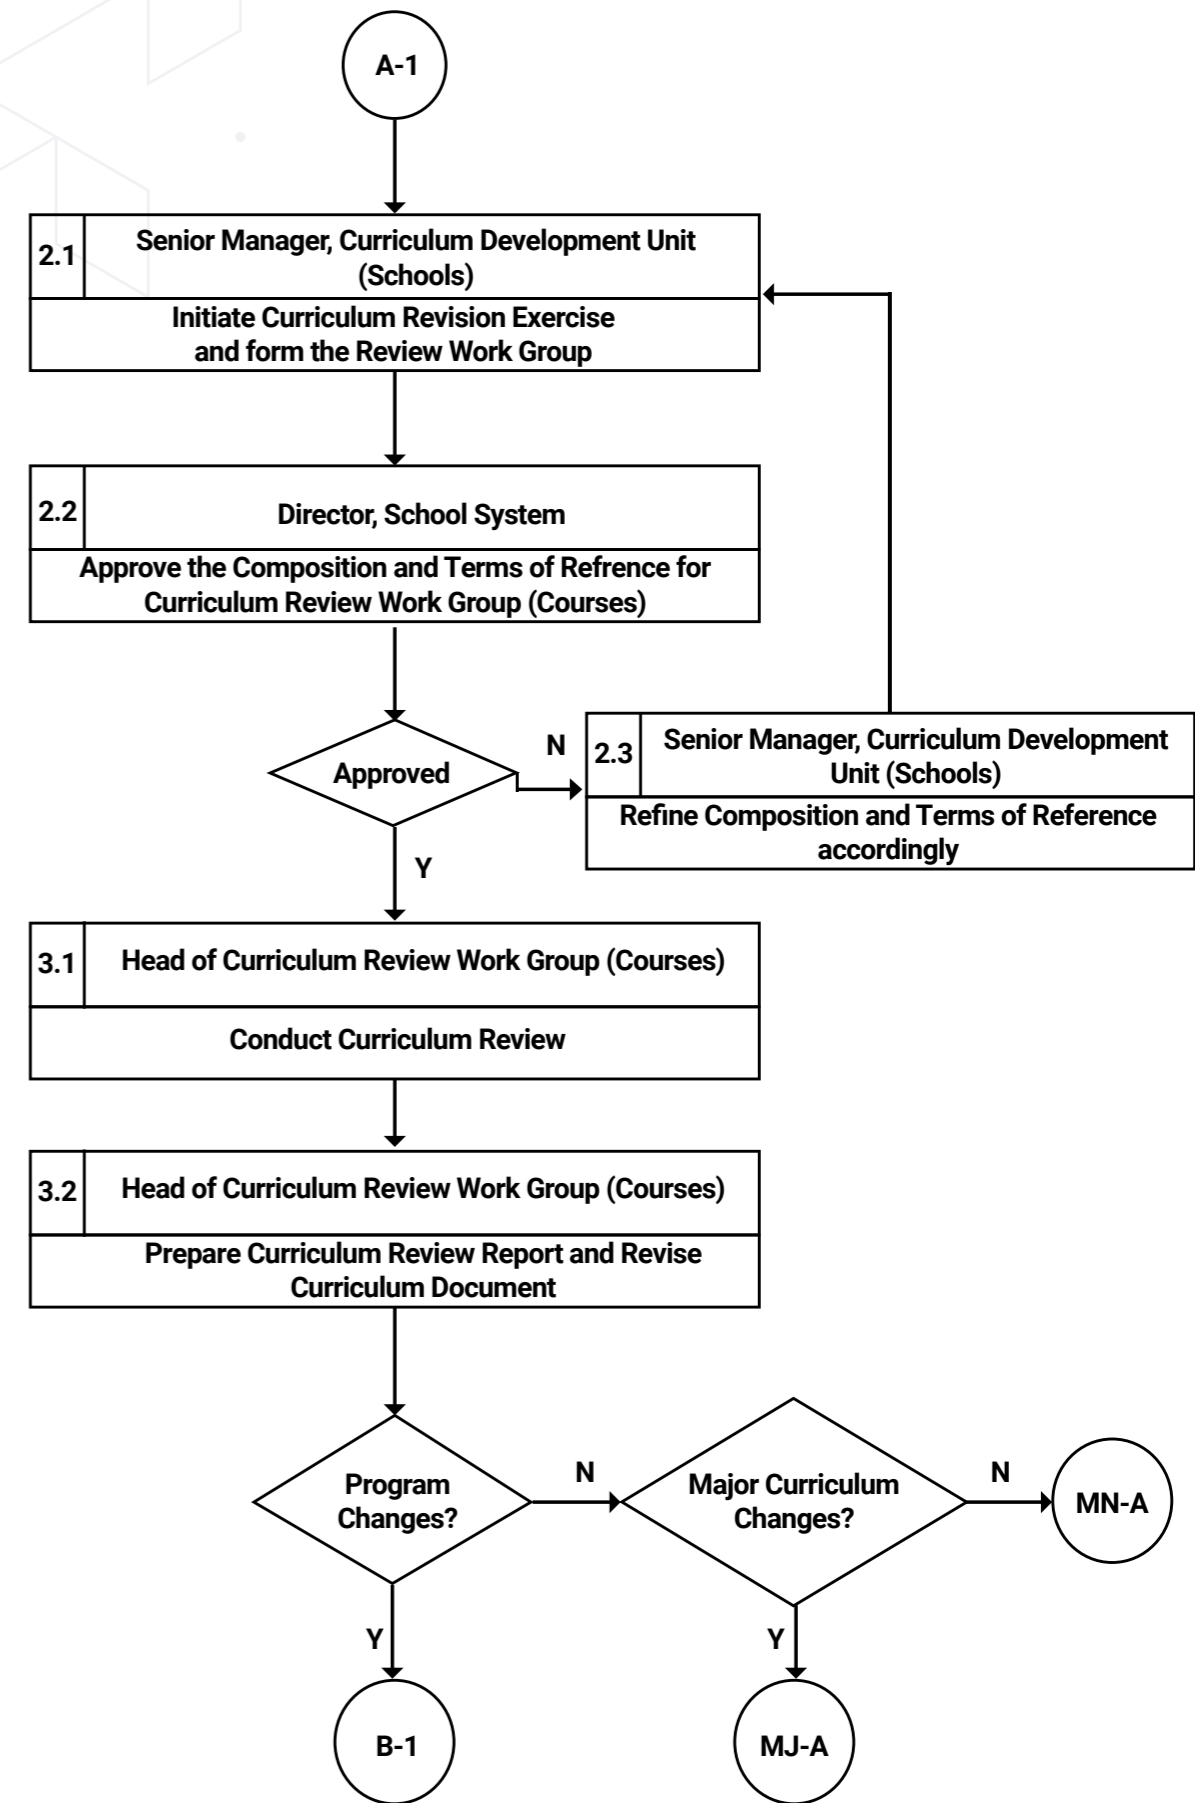 A-1
2.1
Senior Manager, Curriculum Development Unit
(Schools)
Initiate Curriculum Revision Exercise
and form the Review Work Group
2.2
Director, School System
Approve the Composition and Terms of Refrence for
Curriculum Review Work Group (Courses)
Approved
N
2.3
Senior Manager, Curriculum Development
Unit (Schools)
Refine Composition and Terms of Reference
accordingly
Y
3.1
Head of Curriculum Review Work Group (Courses)
Conduct Curriculum Review
3.2
Head of Curriculum Review Work Group (Courses)
Prepare Curriculum Review Report and Revise
Curriculum Document
Program
Changes?
N
Major Curriculum
Changes?
N
MN-A
Y
Y
B-1
MJ-A